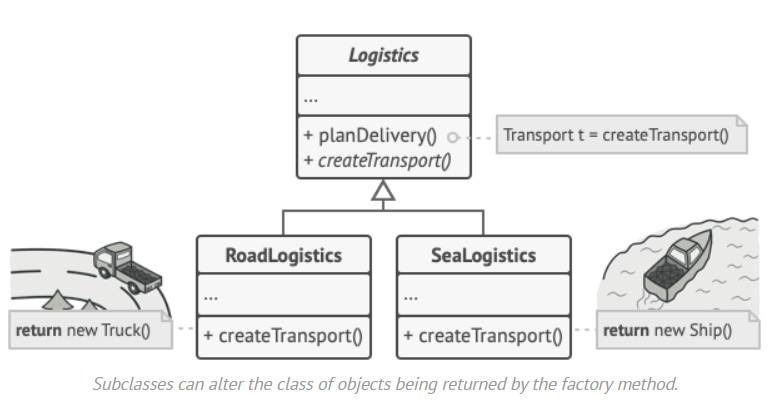 Logistics
...
+ planDelivery()
+ createTransport()
Transport t = createTransport()
RoadLogistics
...
+ createTransport()
SeaLogistics
...
+ createTransport()
return new Truck()
return new Ship()
Subclasses can alter the class of objects being returned by the factory method.